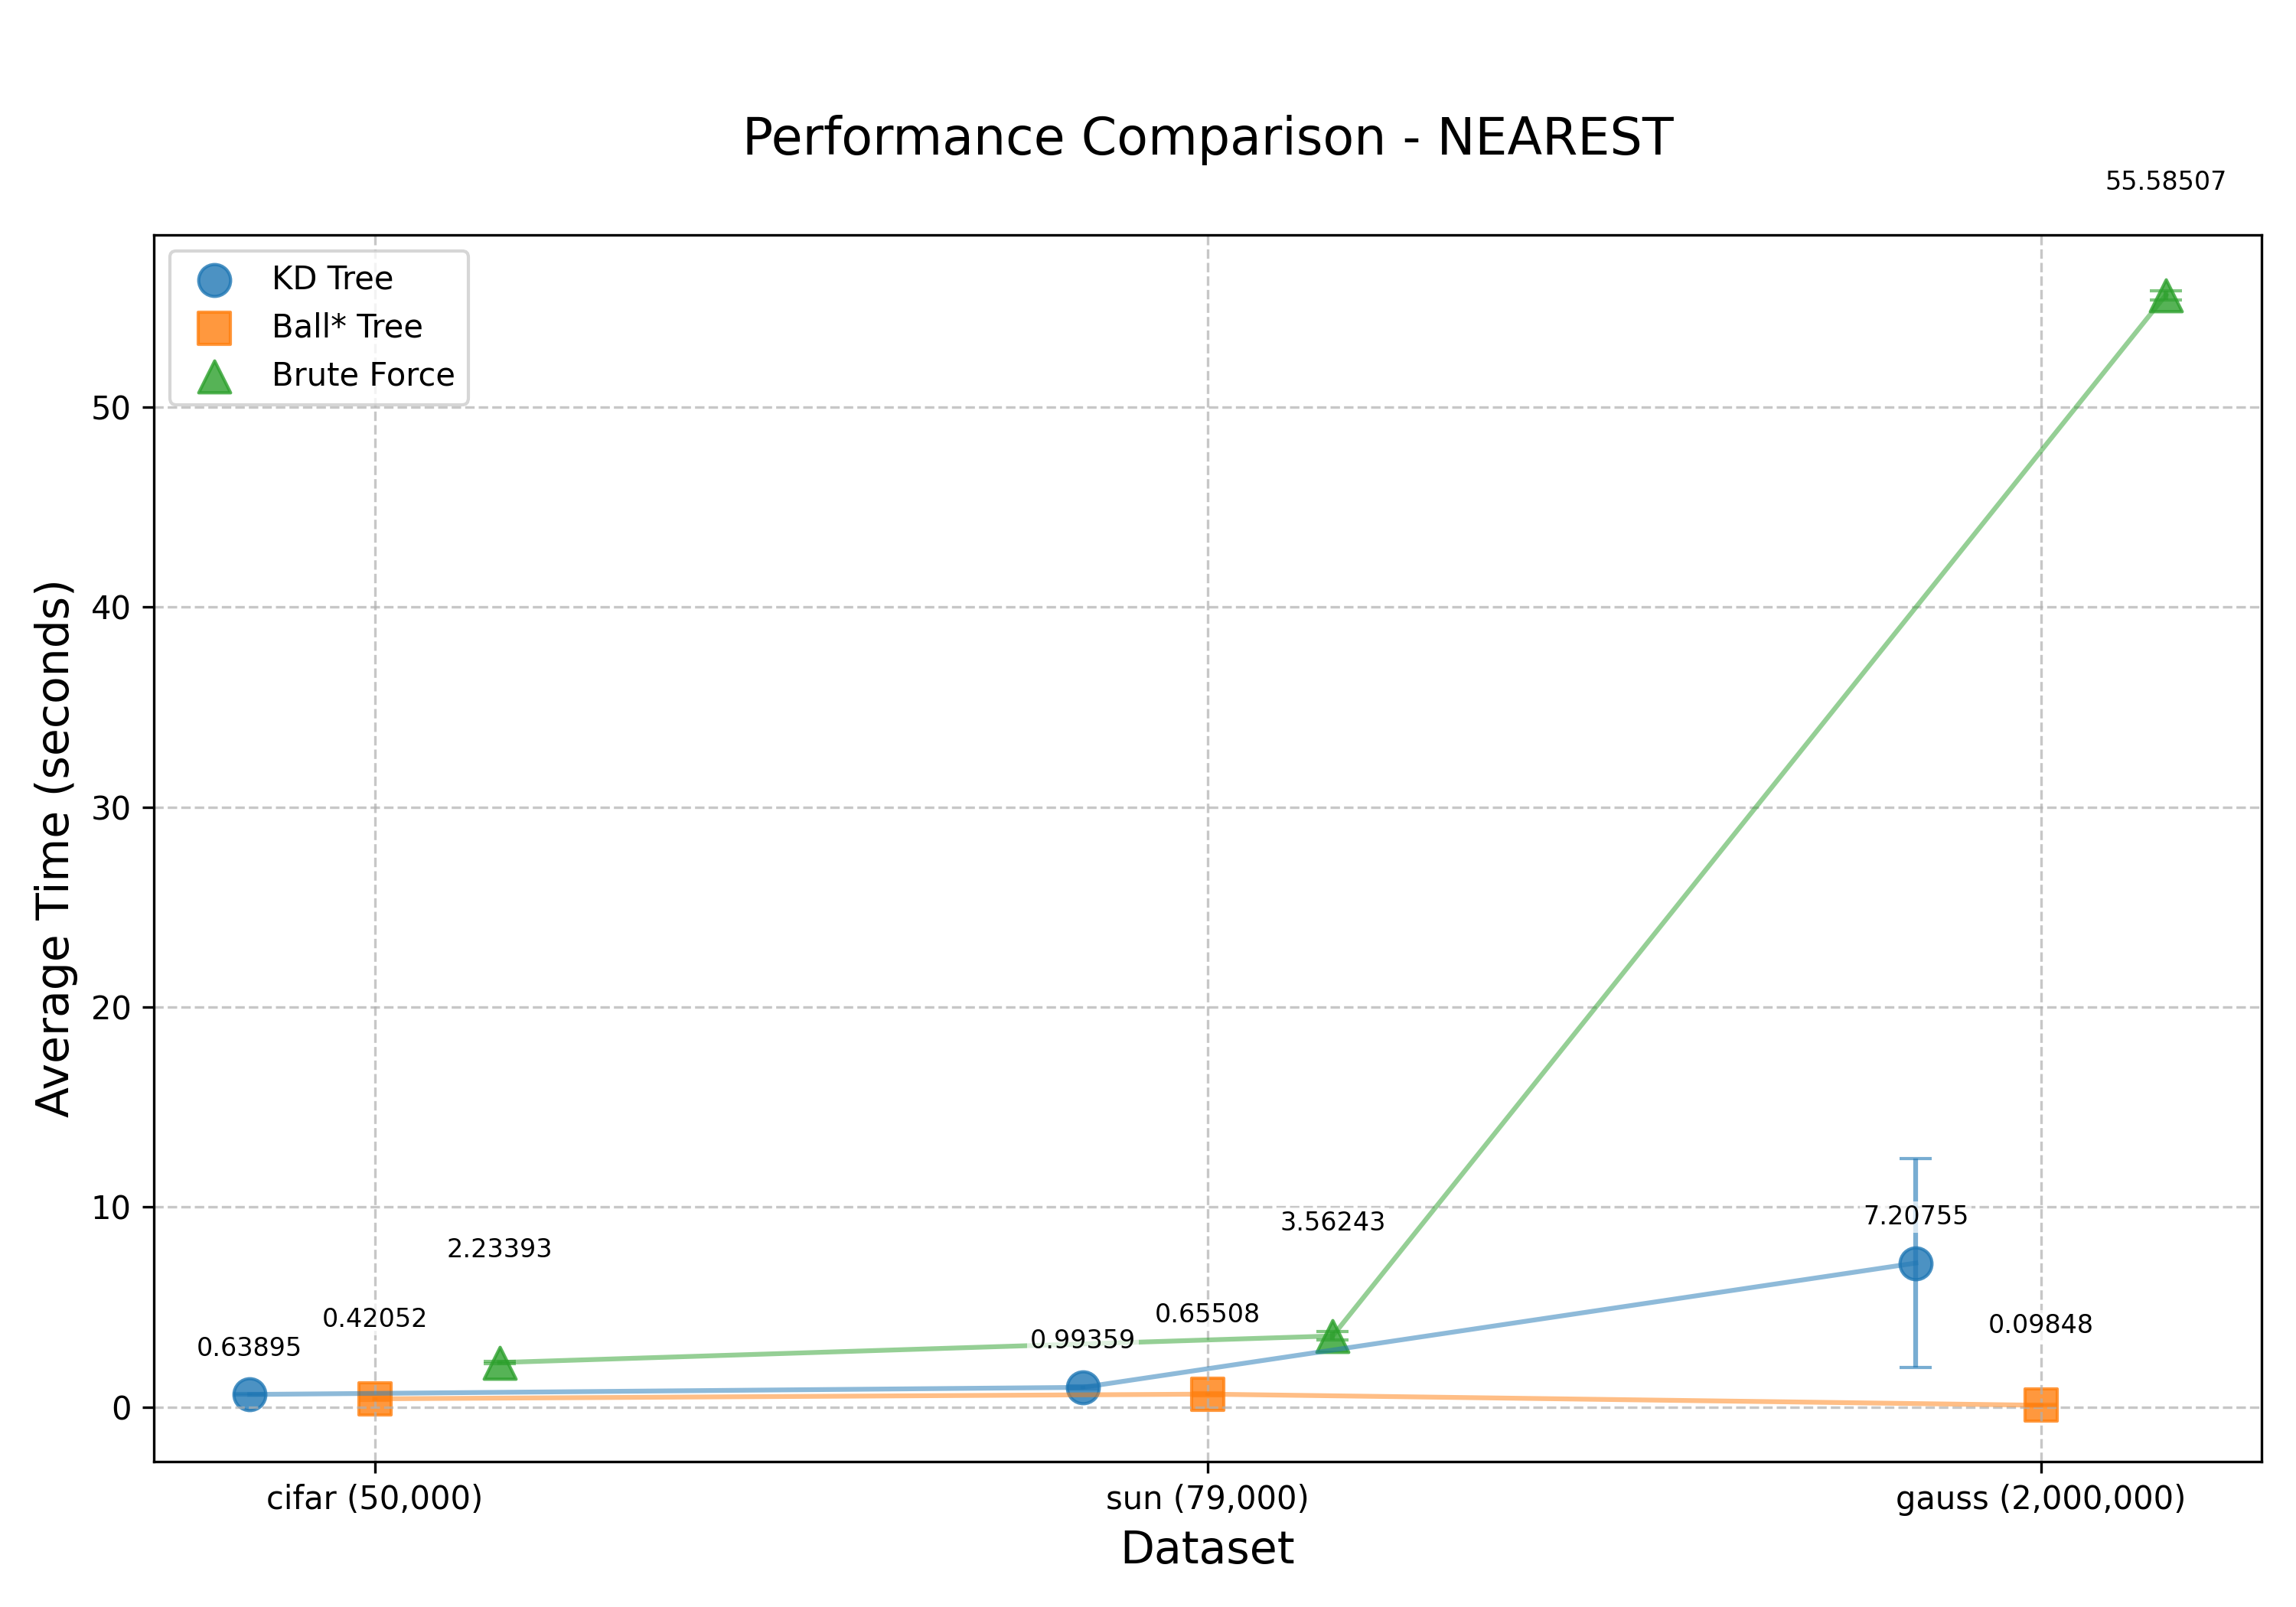 Performance Comparison - NEAREST
55.58507
KD Tree
Ball* Tree
Brute Force
Average Time (seconds)
50
40
30
20
10
0
7.20755
3.56243
2.23393
0.65508
0.42052
0.09848
0.99359
0.63895
cifar (50,000)
sun (79,000)
gauss (2,000,000)
Dataset